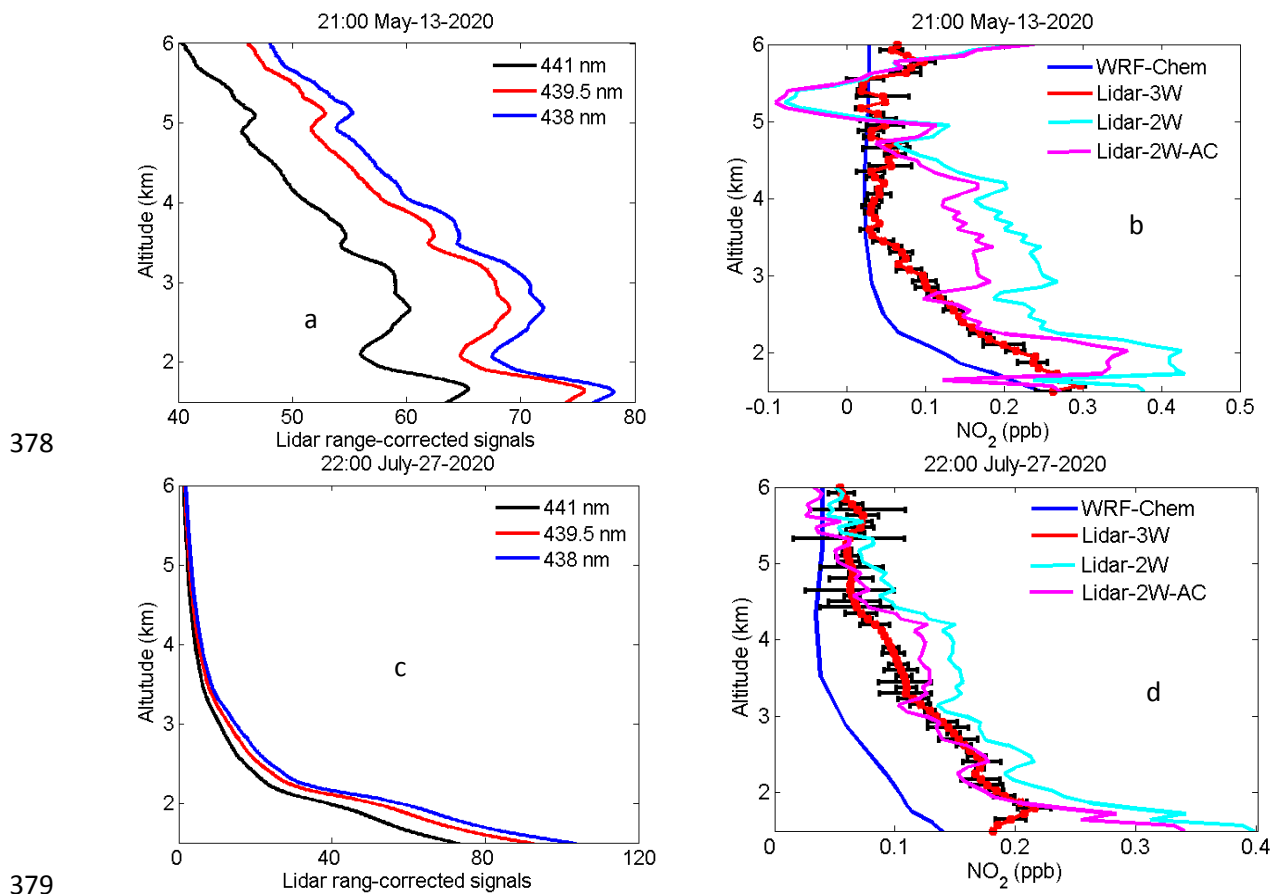 21:00 May-13-2020
Altitude (km)
6
5
4
3
2
441 nm
439.5 nm
438 nm
a
40 50 60 70 80
Lidar range-corrected signals
378
21:00 May-13-2020
Altitude (km)
6
5
4
3
2
WRF-Chem
Lidar-3W
Lidar-2W
Lidar-2W-AC
b
-0.1 0 0.1 0.2 0.3 0.4 0.5
NO2 (ppb)
22:00 July-27-2020
Altutude (km)
6
5
4
3
2
441 nm
439.5 nm
438 nm
c
0 40 80 120
Lidar rang-corrected signals
379
22:00 July-27-2020
Altitude (km)
6
5
4
3
2
WRF-Chem
Lidar-3W
Lidar-2W
Lidar-2W-AC
d
0 0.1 0.2 0.3 0.4
NO2 (ppb)